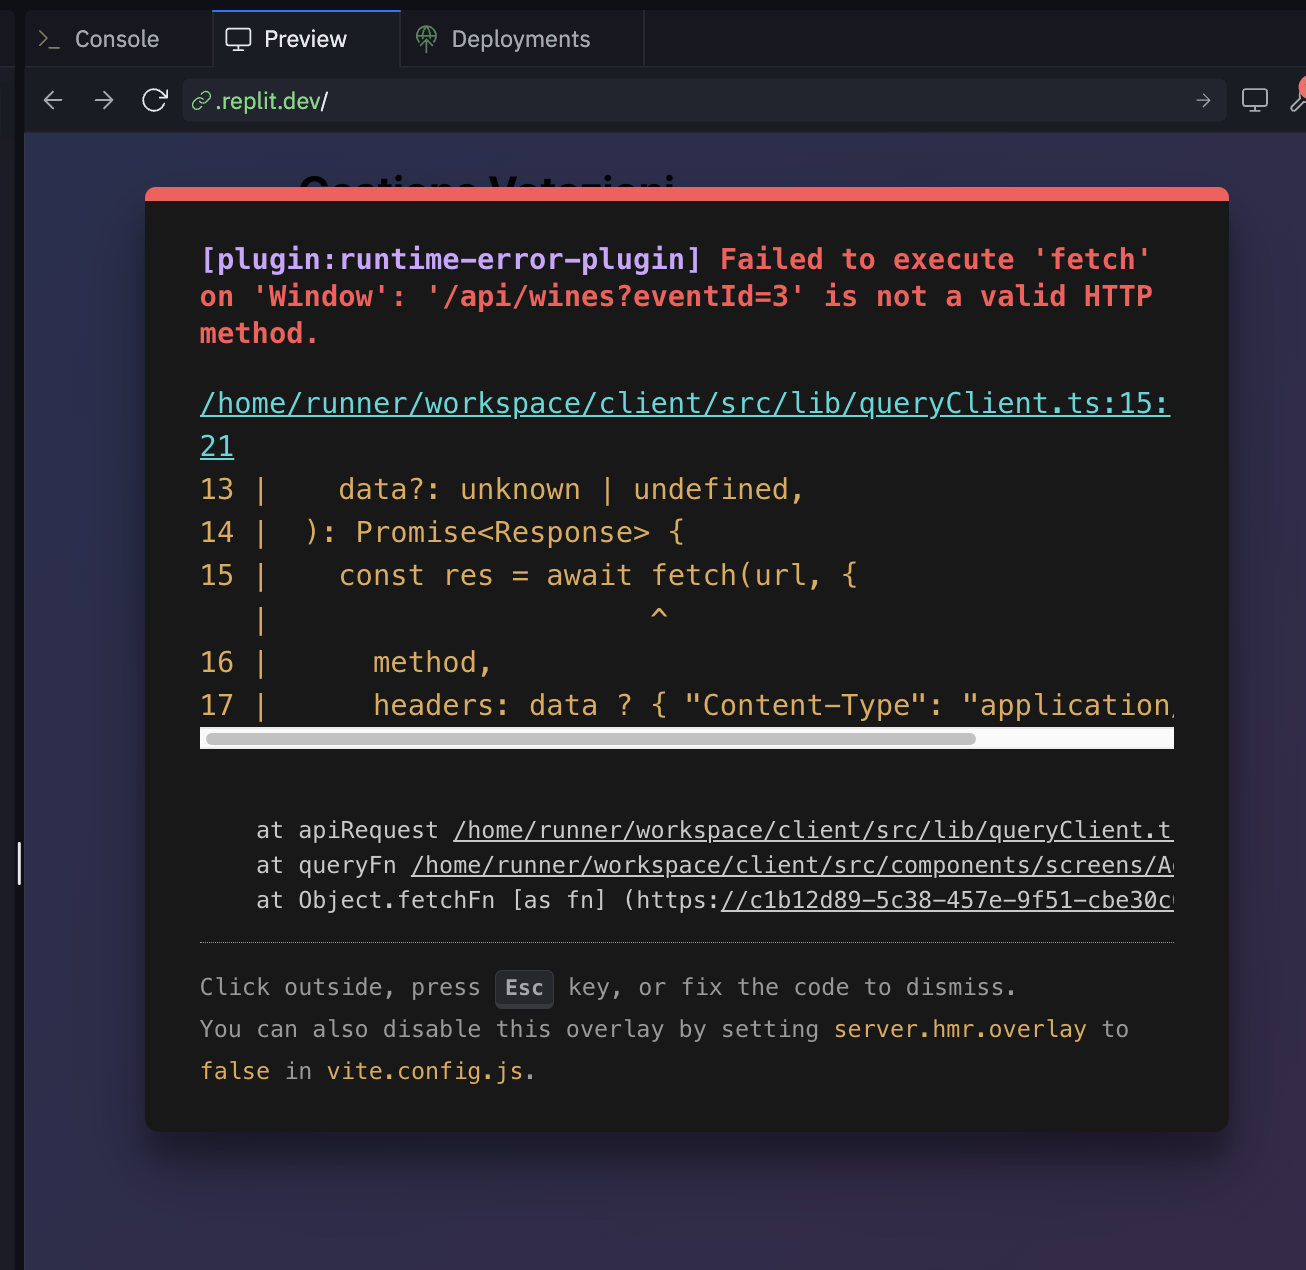 Console
Preview
Deployments
.replit.dev/
Gestione Votazioni
[plugin:runtime-error-plugin] Failed to execute 'fetch'
on 'Window': '/api/wines?eventId=3' is not a valid HTTP
method.
/home/runner/workspace/client/src/lib/queryClient.ts:15:
21
13 |    data?: unknown | undefined,
14 |  ): Promise<Response> {
15 |    const res = await fetch(url, {
   |                      ^
16 |      method,
17 |      headers: data ? { "Content-Type": "application/
at apiRequest /home/runner/workspace/client/src/lib/queryClient.t
at queryFn /home/runner/workspace/client/src/components/screens/A
at Object.fetchFn [as fn] (https://c1b12d89-5c38-457e-9f51-cbe30c
Click outside, press Esc key, or fix the code to dismiss.
You can also disable this overlay by setting server.hmr.overlay to
false in vite.config.js.